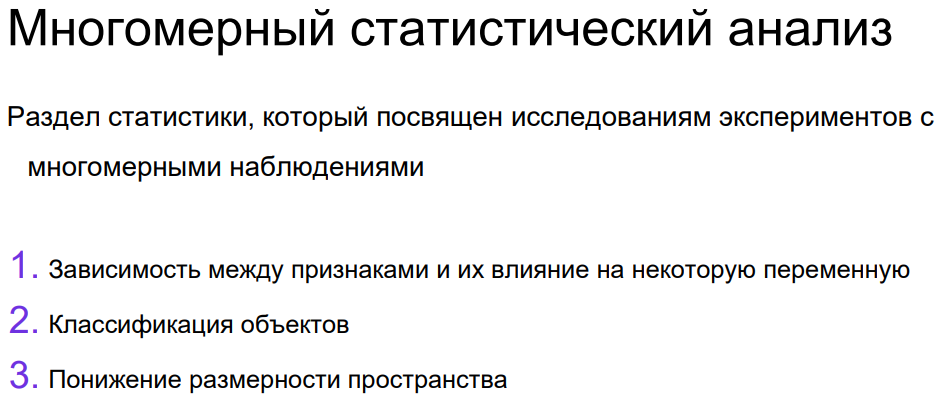 Многомерный статистический анализ
Раздел статистики, который посвящен исследованиям экспериментов с
многомерными наблюдениями
1. Зависимость между признаками и их влияние на некоторую переменную
2. Классификация объектов
3. Понижение размерности пространства